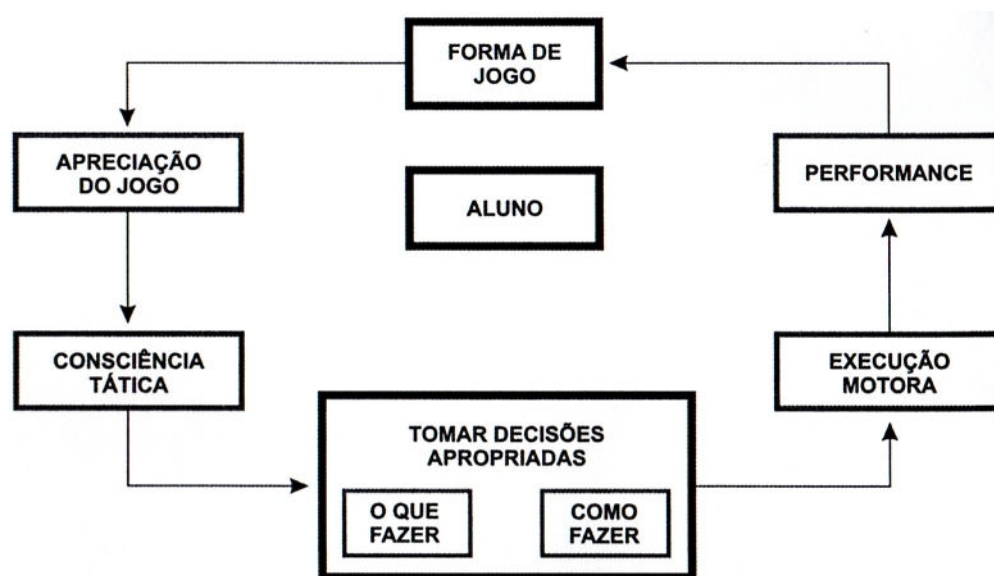 FORMA DE
JOGO
APRECIAÇÃO
DO JOGO
ALUNO
PERFORMANCE
CONSCIÊNCIA
TÁTICA
EXECUÇÃO
MOTORA
TOMAR DECISÕES
APROPRIADAS
O QUE
FAZER
COMO
FAZER